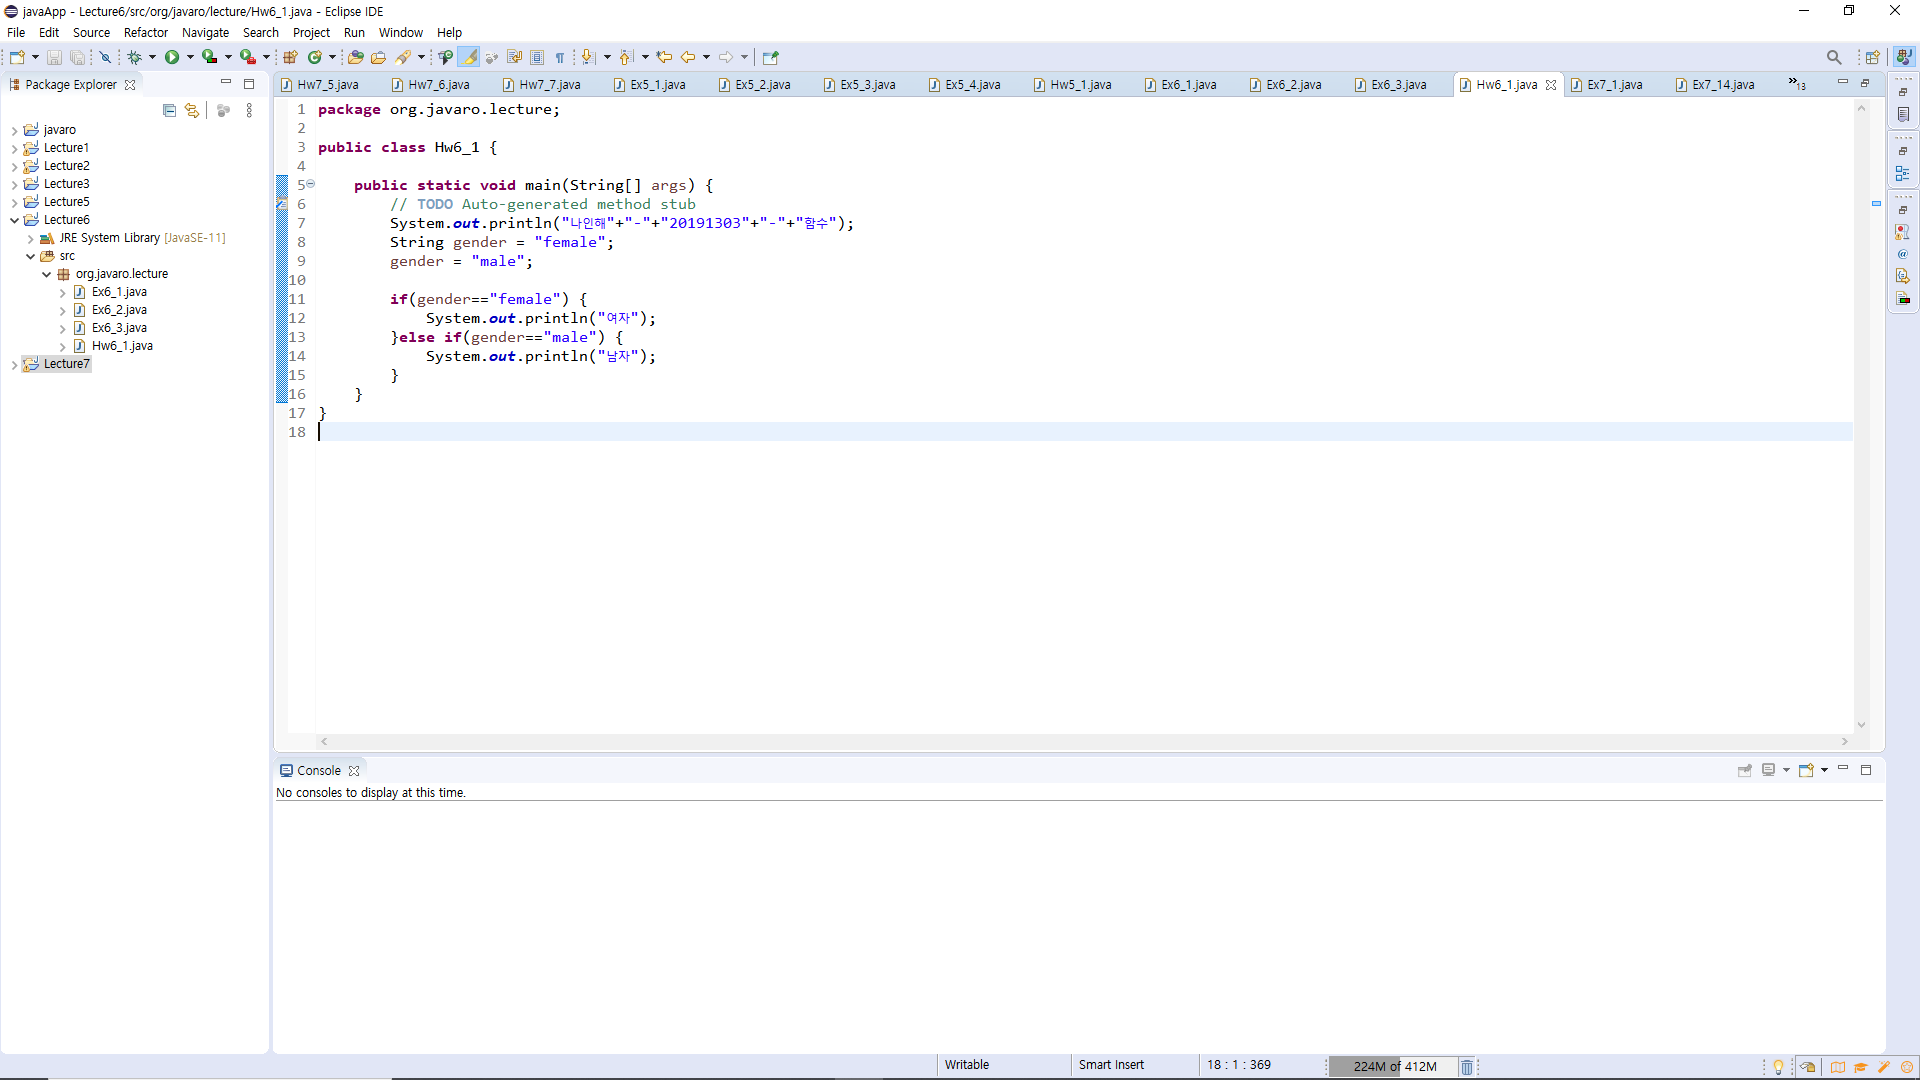 javaApp - Lecture6/src/org/javaro/lecture/Hw6_1.java - Eclipse IDE
File Edit Source Refactor Navigate Search Project Run Window Help
Package Explorer
Hw7_5.java Hw7_6.java Hw7_7.java Ex5_1.java Ex5_2.java Ex5_3.java Ex5_4.java Hw5_1.java Ex6_1.java Ex6_2.java Ex6_3.java Hw6_1.java Ex7_1.java Ex7_14.java »13
javaro
Lecture1
Lecture2
Lecture3
Lecture5
Lecture6
JRE System Library [JavaSE-11]
src
org.javaro.lecture
Ex6_1.java
Ex6_2.java
Ex6_3.java
Hw6_1.java
Lecture7
1 package org.javaro.lecture;
2
3 public class Hw6_1 {
4
5 public static void main(String[] args) {
6 // TODO Auto-generated method stub
7 System.out.println("나인해"+"-"+"20191303"+"-"+"함수");
8 String gender = "female";
9 gender = "male";
10
11 if(gender=="female") {
12 System.out.println("여자");
13 }else if(gender=="male") {
14 System.out.println("남자");
15 }
16 }
17 }
18
Console
No consoles to display at this time.
Writable Smart Insert 18 : 1 : 369 224M of 412M